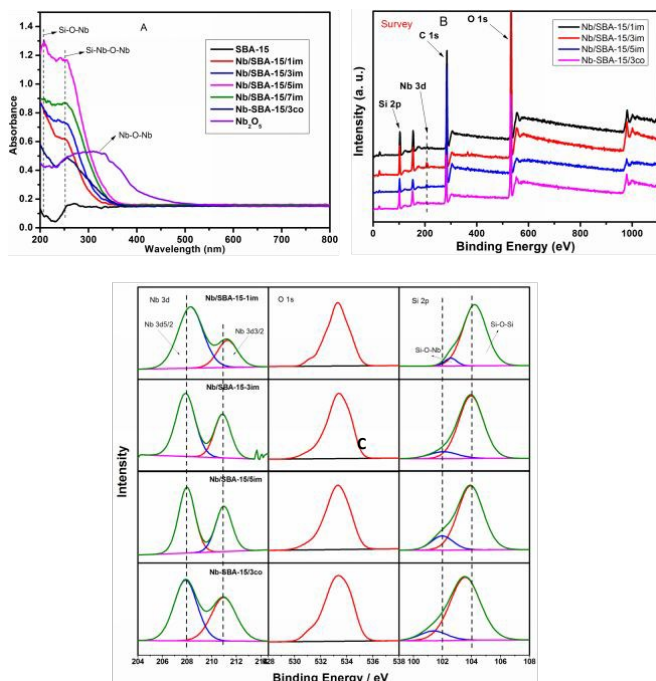 A
Si-O-Nb
Si-Nb-O-Nb
Nb-O-Nb
SBA-15
Nb/SBA-15/1im
Nb/SBA-15/3im
Nb/SBA-15/5im
Nb/SBA-15/7im
Nb-SBA-15/3co
Nb2O5
Absorbance
1.8
1.6
1.4
1.2
1.0
0.8
0.6
0.4
0.2
0.0
200 300 400 500 600 700 800
Wavelength (nm)
Survey
B
O 1s
C 1s
Nb 3d
Si 2p
Nb/SBA-15/1im
Nb/SBA-15/3im
Nb/SBA-15/5im
Nb-SBA-15/3co
Intensity (a. u.)
0 200 400 600 800 1000
Binding Energy (eV)
Nb 3d
Nb/SBA-15-1im
Nb 3d5/2
Nb 3d3/2
O 1s
Si 2p
Si-O-Nb
Si-O-Si
Nb/SBA-15-3im
C
Nb/SBA-15/5im
Nb-SBA-15/3co
Intensity
204 206 208 210 212
528 530 532 534 536 538
100 102 104 106 108
Binding Energy / eV